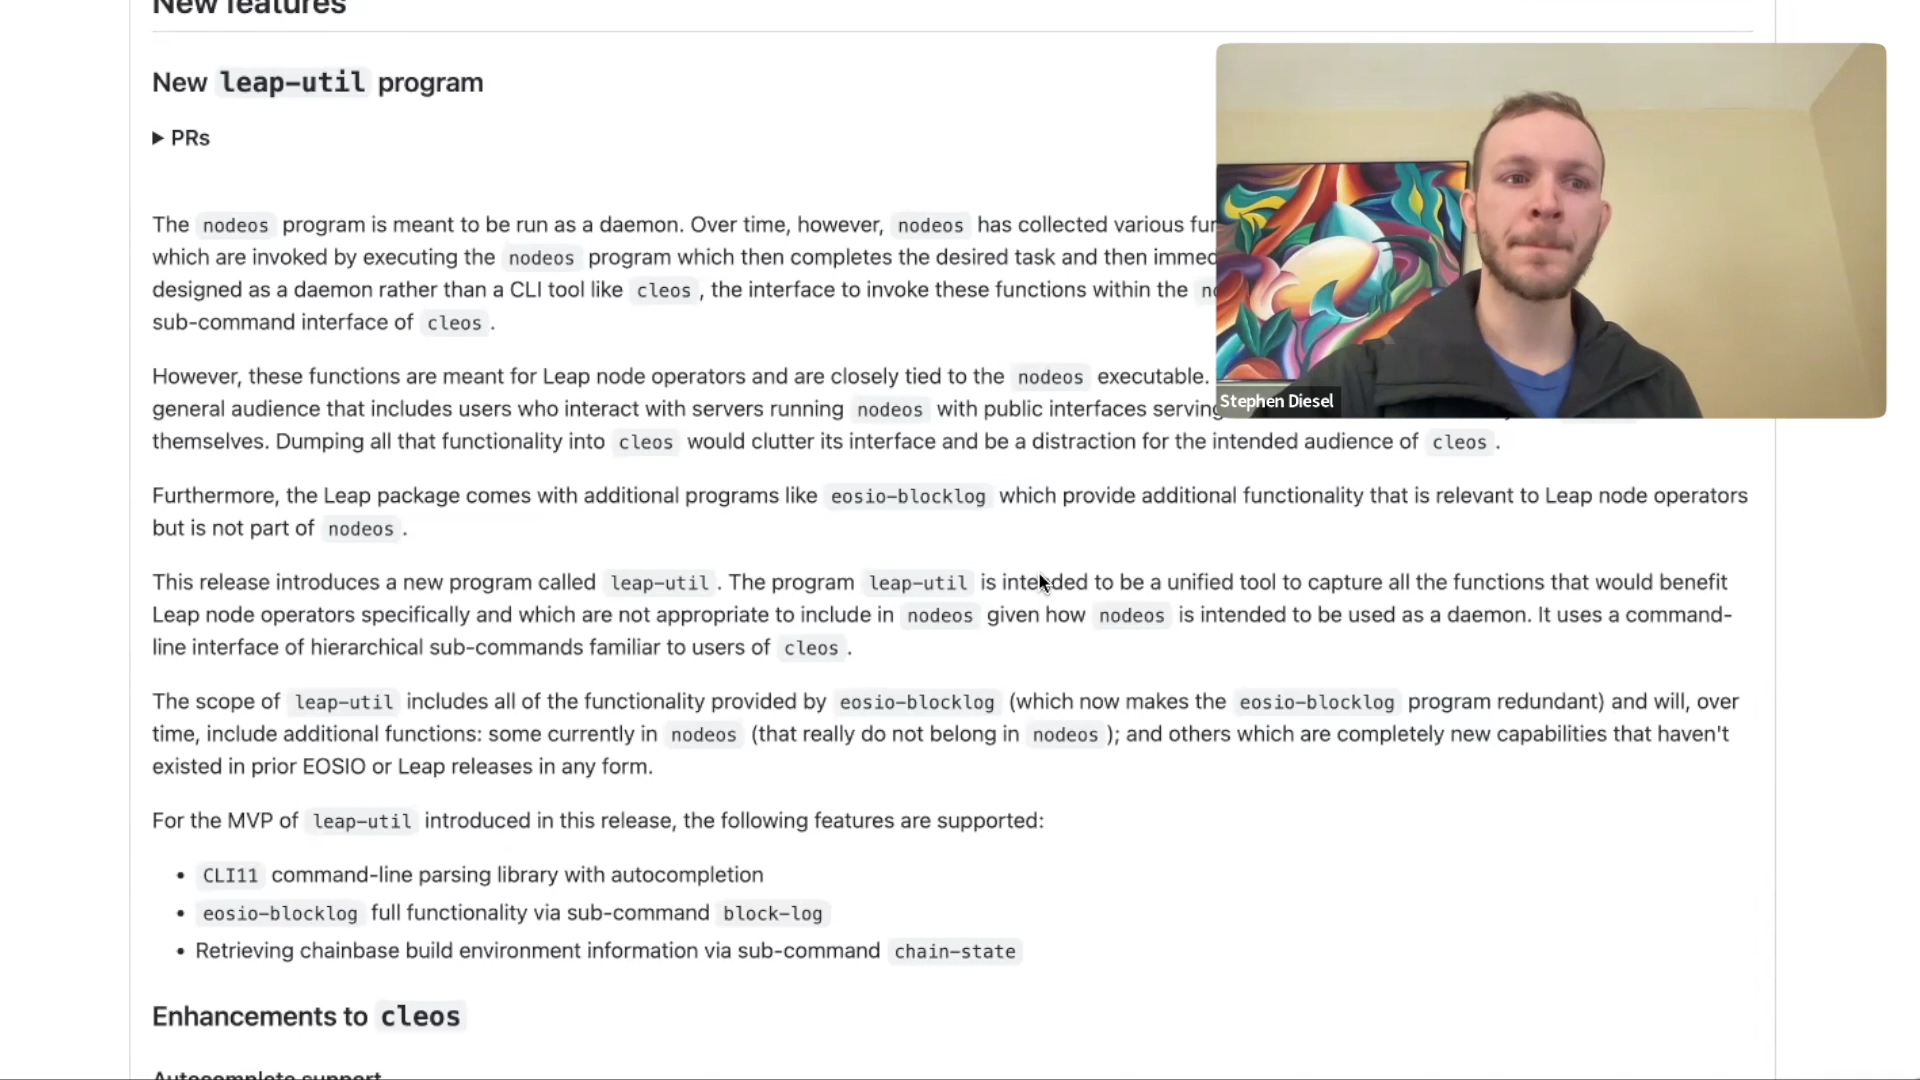 New features
New leap-util program
▶ PRs
The nodeos program is meant to be run as a daemon. Over time, however, nodeos has collected various
which are invoked by executing the nodeos program which then completes the desired task and then
designed as a daemon rather than a CLI tool like cleos, the interface to invoke these functions within the
sub-command interface of cleos.
However, these functions are meant for Leap node operators and are closely tied to the nodeos executable.
general audience that includes users who interact with servers running nodeos with public interfaces serving
themselves. Dumping all that functionality into cleos would clutter its interface and be a distraction for the intended audience of cleos.
Furthermore, the Leap package comes with additional programs like eosio-blocklog which provide additional functionality that is relevant to Leap node operators
but is not part of nodeos.
This release introduces a new program called leap-util. The program leap-util is intended to be a unified tool to capture all the functions that would benefit
Leap node operators specifically and which are not appropriate to include in nodeos given how nodeos is intended to be used as a daemon. It uses a command-
line interface of hierarchical sub-commands familiar to users of cleos.
The scope of leap-util includes all of the functionality provided by eosio-blocklog (which now makes the eosio-blocklog program redundant) and will, over
time, include additional functions: some currently in nodeos (that really do not belong in nodeos); and others which are completely new capabilities that haven't
existed in prior EOSIO or Leap releases in any form.
For the MVP of leap-util introduced in this release, the following features are supported:
• CLI11 command-line parsing library with autocompletion
• eosio-blocklog full functionality via sub-command block-log
• Retrieving chainbase build environment information via sub-command chain-state
Enhancements to cleos
Autocomplete support
Stephen Diesel